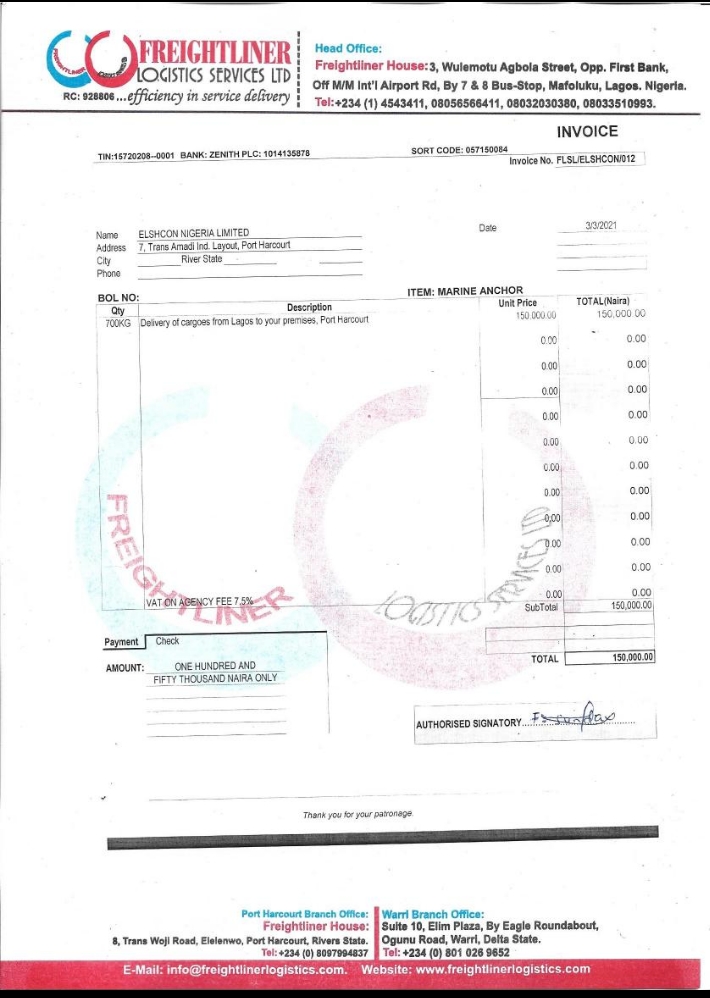 FREIGHTLINER
LOGISTICS SERVICES LTD
RC: 928806 ...efficiency in service delivery
Head Office:
Freightliner House: 3, Wulemotu Agbola Street, Opp. First Bank,
Off M/M Int'l Airport Rd, By 7 & 8 Bus-Stop, Mafoluku, Lagos. Nigeria.
Tel:+234 (1) 4543411, 08056566411, 08032030380, 08033510993.
INVOICE
TIN:15720208--0001 BANK: ZENITH PLC: 1014135878 SORT CODE: 057150084
Invoice No. FLSL/ELSHCON/012
Name ELSHCON NIGERIA LIMITED Date 3/3/2021
Address 7, Trans Amadi Ind. Layout, Port Harcourt
City River State
Phone
BOL NO: ITEM: MARINE ANCHOR
Qty Description Unit Price TOTAL(Naira)
700KG Delivery of cargoes from Lagos to your premises, Port Harcourt 150,000.00 150,000.00
0.00 0.00
0.00 0.00
0.00 0.00
0.00 0.00
0.00 0.00
0.00 0.00
0.00 0.00
0.00 0.00
0.00 0.00
0.00 0.00
VAT ON AGENCY FEE 7.5% 0.00 0.00
SubTotal 150,000.00
FREIGHTLINER LOGISTICS SERVICES LTD
Payment Check
TOTAL 150,000.00
AMOUNT: ONE HUNDRED AND
FIFTY THOUSAND NAIRA ONLY
AUTHORISED SIGNATORY
Thank you for your patronage.
Port Harcourt Branch Office:
Freightliner House:
8, Trans Woji Road, Elelenwo, Port Harcourt, Rivers State.
Tel: +234 (0) 8097994837
Warri Branch Office:
Suite 10, Elim Plaza, By Eagle Roundabout,
Ogunu Road, Warri, Delta State.
Tel: +234 (0) 801 026 9652
E-Mail: info@freightlinerlogistics.com. Website: www.freightlinerlogistics.com